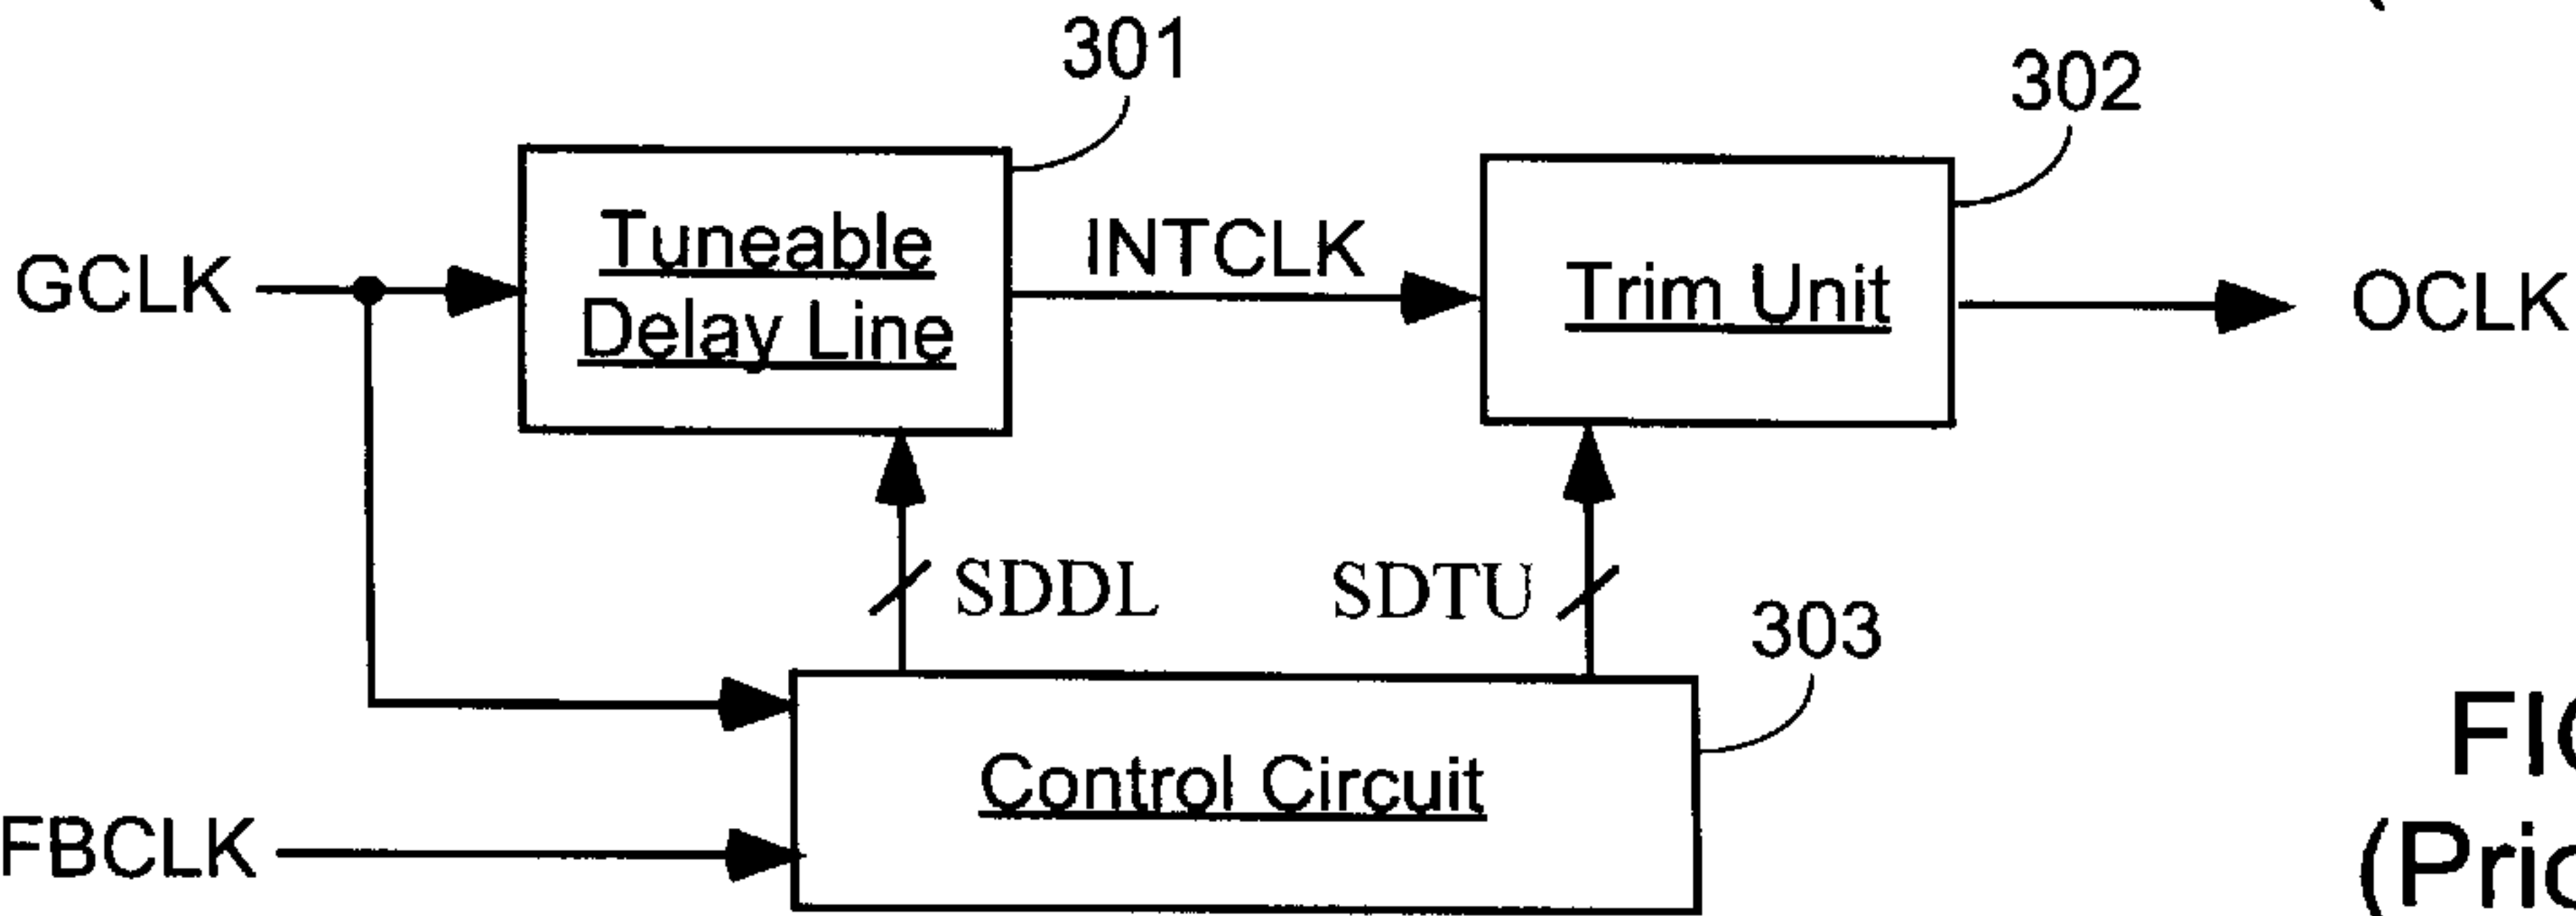 301
302
GCLK
Tuneable
Delay Line
INTCLK
Trim Unit
OCLK
SDDL
SDTU
303
Control Circuit
FBCLK